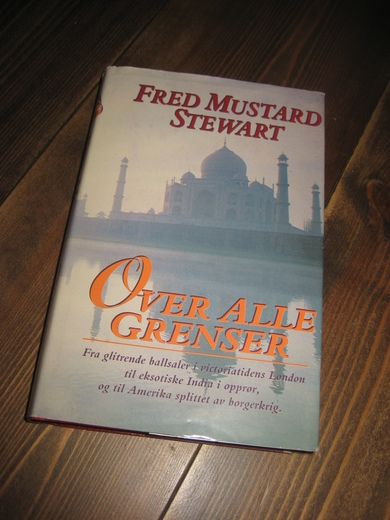 FRED MUSTARD
STEWART
OVER ALLE
GRENSER
Fra glitrende ballsaler i victoriatidens London
til eksotiske India i opprør,
og til Amerika splittet av borgerkrig.